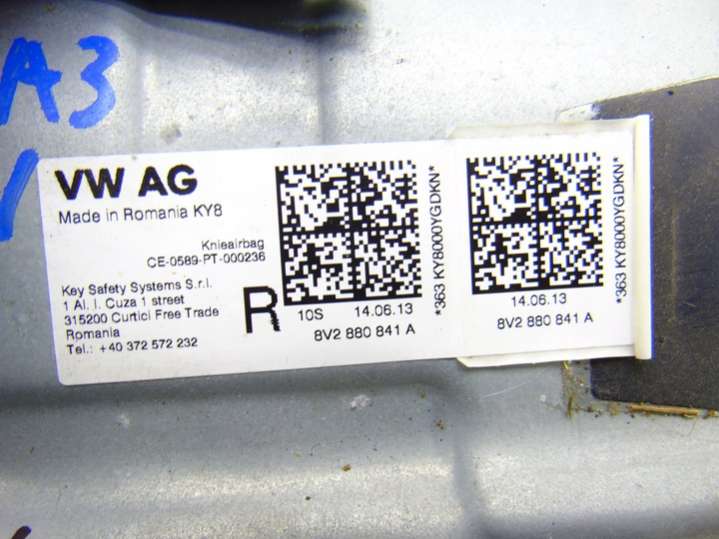 A3
VW AG
Made in Romania KY8
Knieairbag
CE-0589-PT-000236
Key Safety Systems S.r.l.
1 Al. I. Cuza 1 street
315200 Curtici Free Trade
Romania
Tel.: +40 372 572 232
R
10S 14.06.13
8V2 880 841 A
*363 KY8000YGDKN*
14.06.13
8V2 880 841 A
*363 KY8000YGDKN*